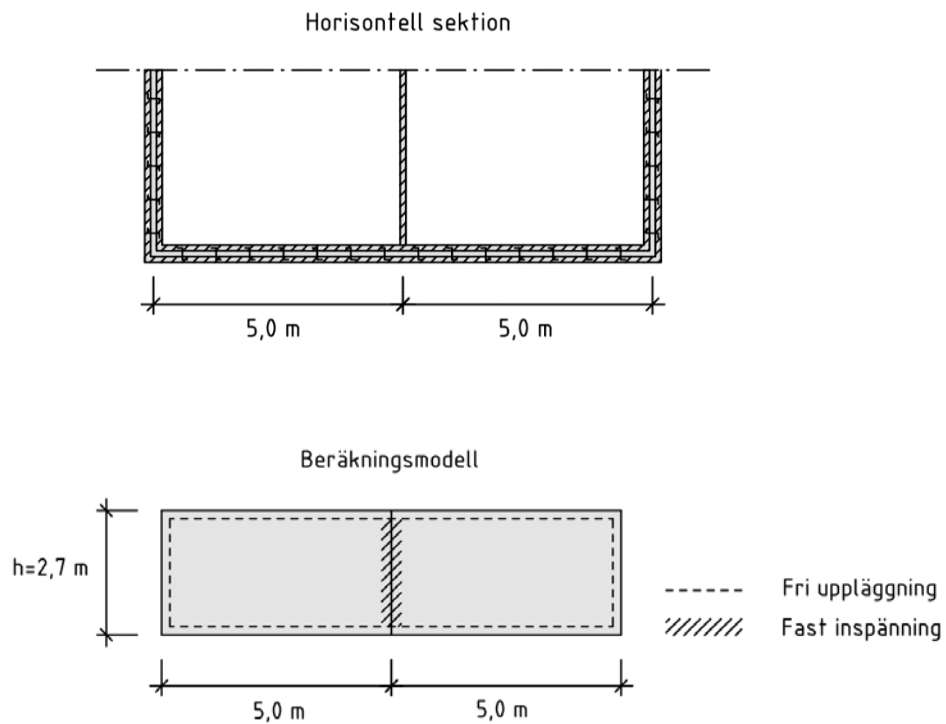 Horisontell sektion
5,0 m
5,0 m
Beräkningsmodell
h=2,7 m
Fri uppläggning
Fast inspänning
5,0 m
5,0 m